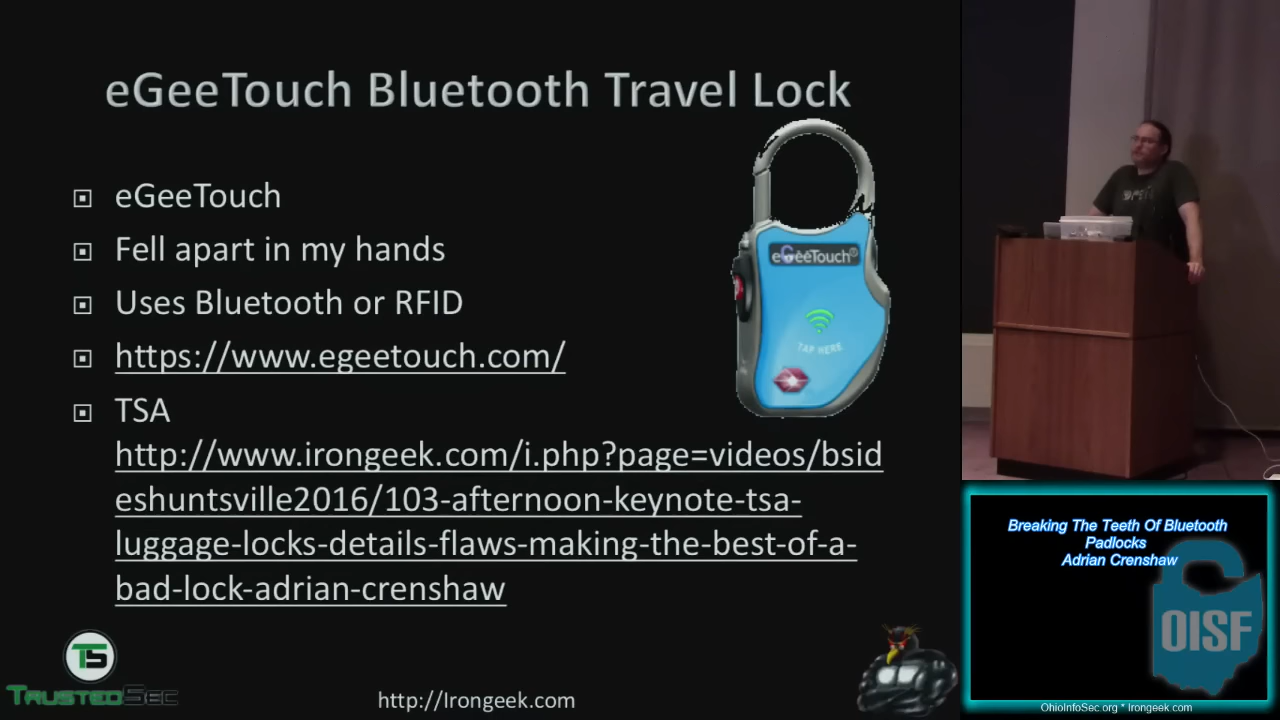 eGeeTouch Bluetooth Travel Lock
eGeeTouch
Fell apart in my hands
Uses Bluetooth or RFID
https://www.egeetouch.com/
TSA
http://www.irongeek.com/i.php?page=videos/bsid
eshuntsville2016/103-afternoon-keynote-tsa-
luggage-locks-details-flaws-making-the-best-of-a-
bad-lock-adrian-crenshaw
eGeeTouch®
TAP HERE
TS
TRUSTEDSEC
http://Irongeek.com
Breaking The Teeth Of Bluetooth
Padlocks
Adrian Crenshaw
OISF
OhioInfoSec.org * Irongeek.com